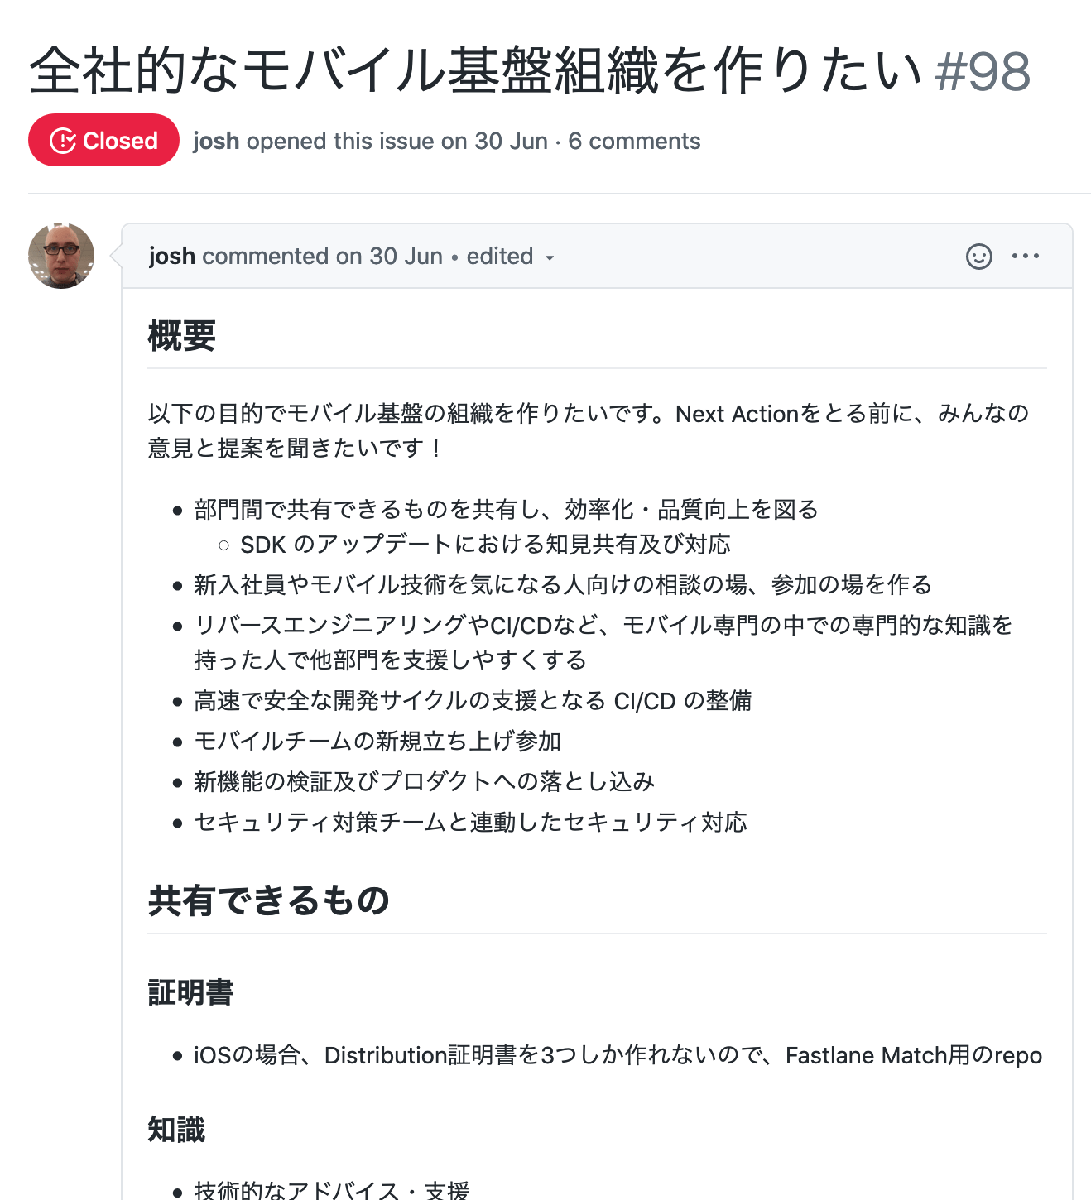 全社的なモバイル基盤組織を作りたい #98
Closed josh opened this issue on 30 Jun · 6 comments
josh commented on 30 Jun • edited
概要
以下の目的でモバイル基盤の組織を作りたいです。Next Actionをとる前に、みんなの
意見と提案を聞きたいです！
• 部門間で共有できるものを共有し、効率化・品質向上を図る
○ SDK のアップデートにおける知見共有及び対応
• 新入社員やモバイル技術を気になる人向けの相談の場、参加の場を作る
• リバースエンジニアリングやCI/CDなど、モバイル専門の中での専門的な知識を
持った人で他部門を支援しやすくする
• 高速で安全な開発サイクルの支援となる CI/CD の整備
• モバイルチームの新規立ち上げ参加
• 新機能の検証及びプロダクトへの落とし込み
• セキュリティ対策チームと連動したセキュリティ対応
共有できるもの
証明書
• iOSの場合、Distribution証明書を3つしか作れないので、Fastlane Match用のrepo
知識
• 技術的なアドバイス・支援